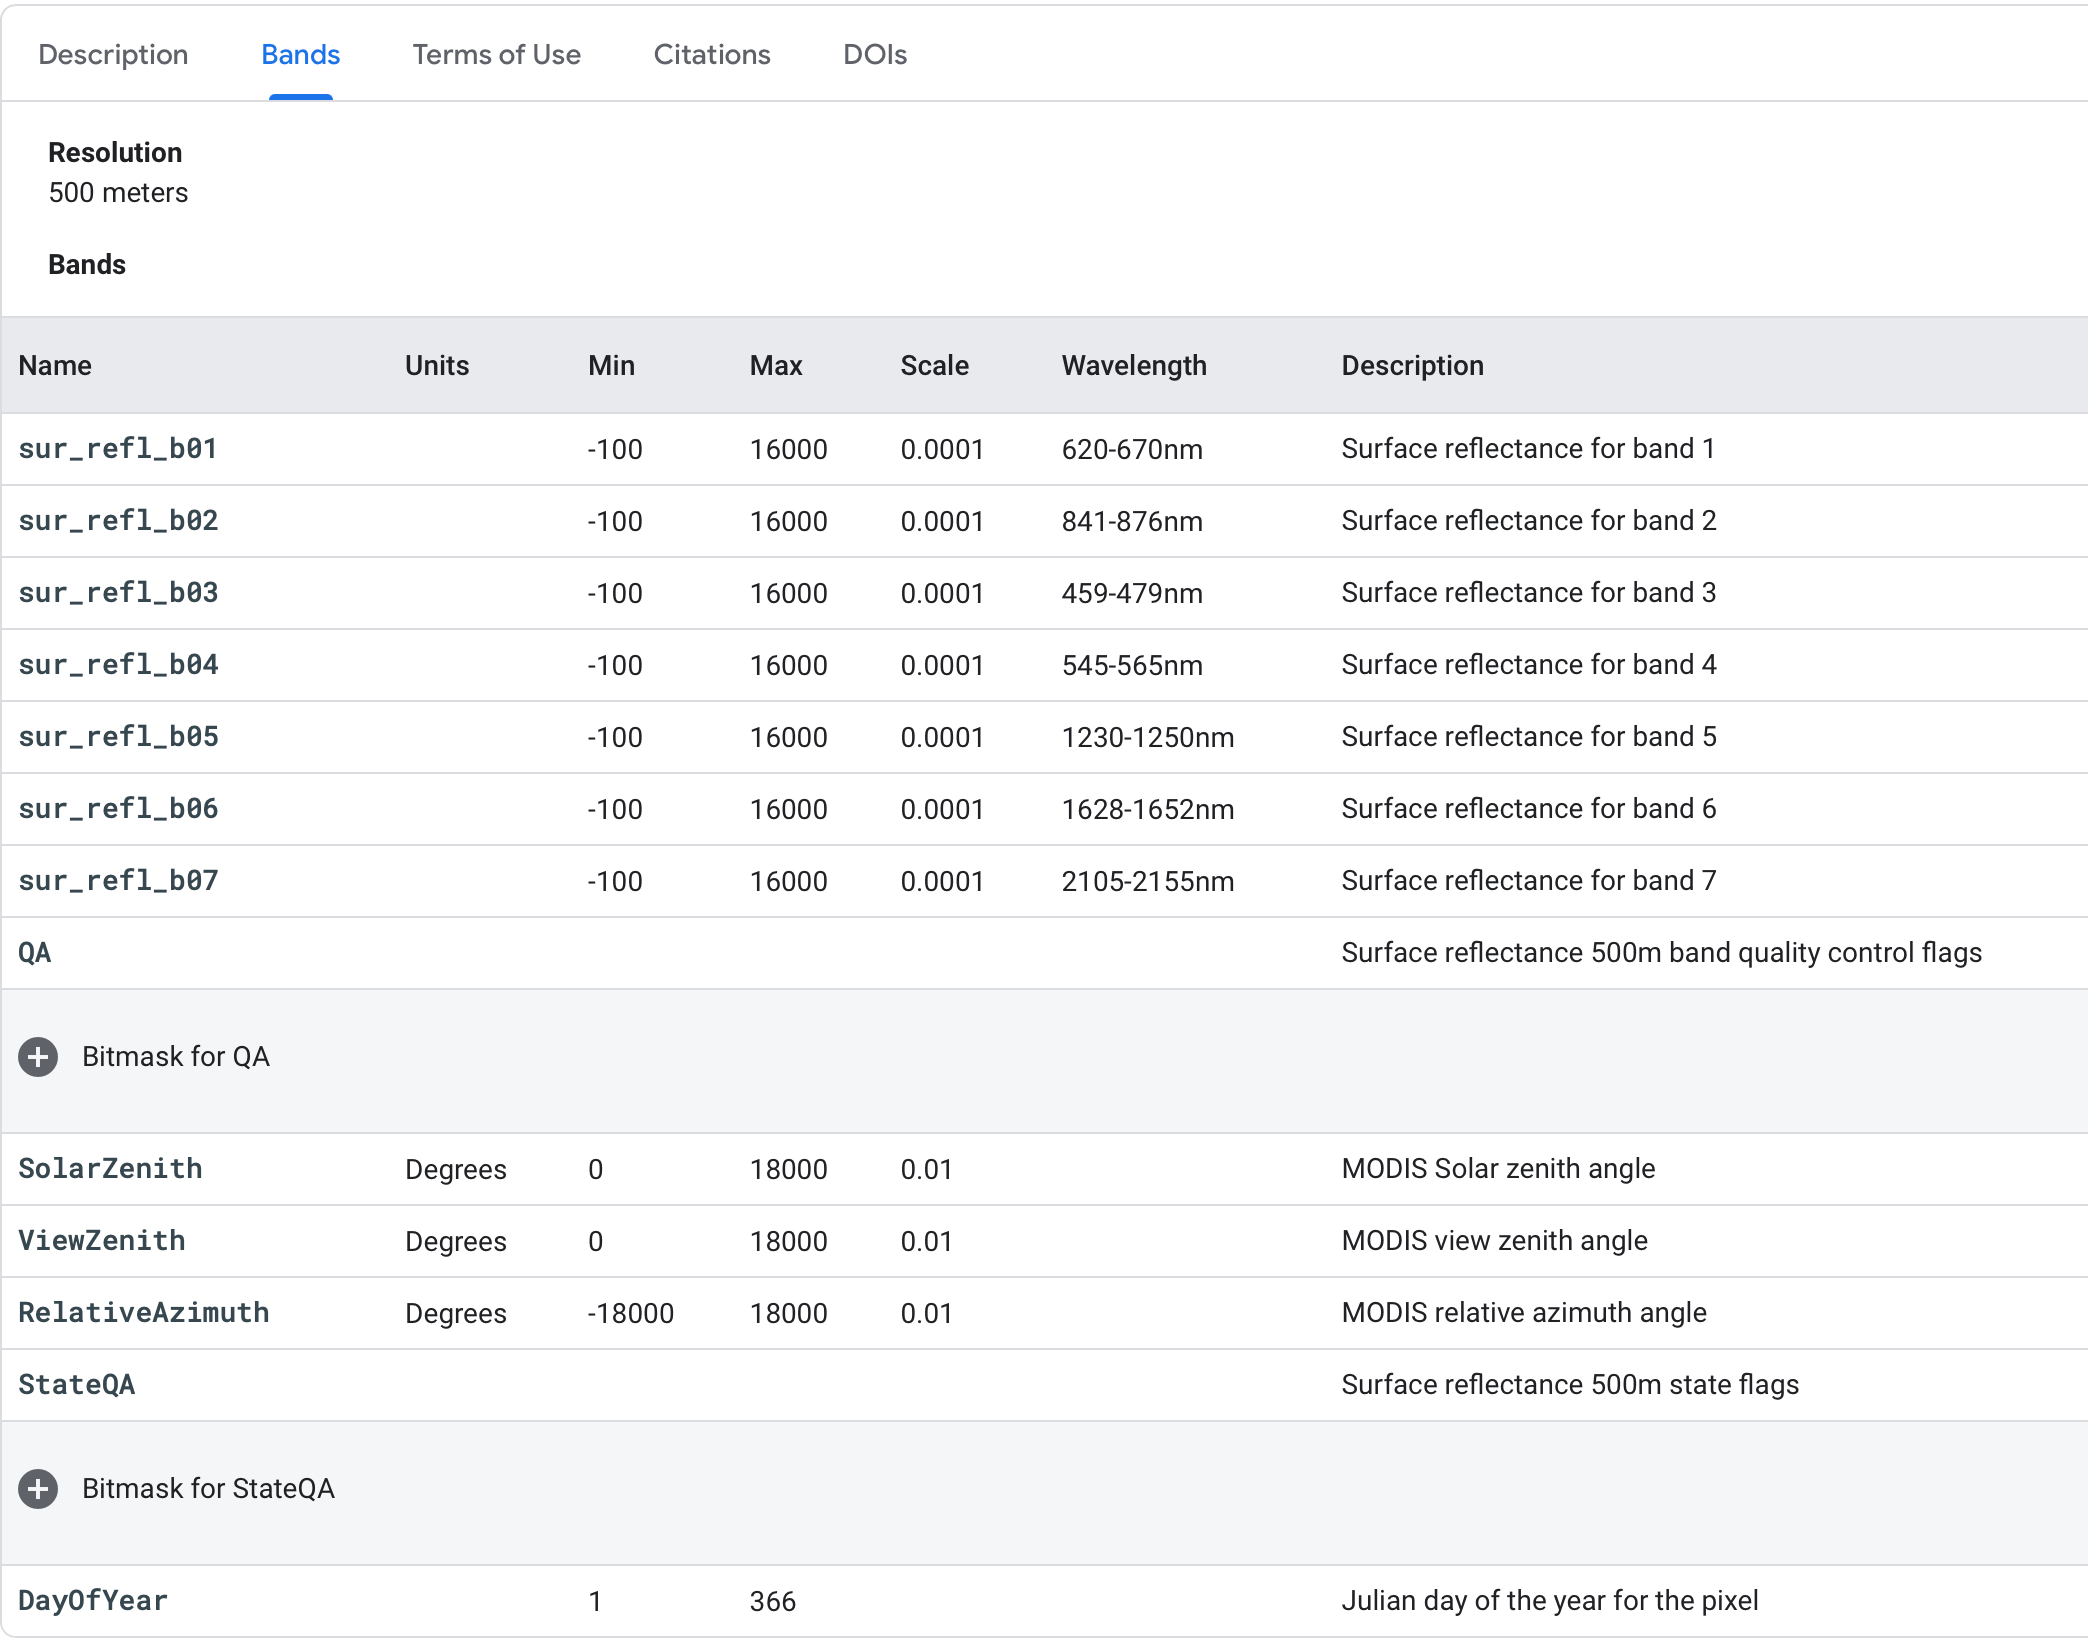 Description Bands Terms of Use Citations DOIs
Resolution
500 meters
Bands
Name Units Min Max Scale Wavelength Description
sur_refl_b01 -100 16000 0.0001 620-670nm Surface reflectance for band 1
sur_refl_b02 -100 16000 0.0001 841-876nm Surface reflectance for band 2
sur_refl_b03 -100 16000 0.0001 459-479nm Surface reflectance for band 3
sur_refl_b04 -100 16000 0.0001 545-565nm Surface reflectance for band 4
sur_refl_b05 -100 16000 0.0001 1230-1250nm Surface reflectance for band 5
sur_refl_b06 -100 16000 0.0001 1628-1652nm Surface reflectance for band 6
sur_refl_b07 -100 16000 0.0001 2105-2155nm Surface reflectance for band 7
QA Surface reflectance 500m band quality control flags
Bitmask for QA
SolarZenith Degrees 0 18000 0.01 MODIS Solar zenith angle
ViewZenith Degrees 0 18000 0.01 MODIS view zenith angle
RelativeAzimuth Degrees -18000 18000 0.01 MODIS relative azimuth angle
StateQA Surface reflectance 500m state flags
Bitmask for StateQA
DayOfYear 1 366 Julian day of the year for the pixel